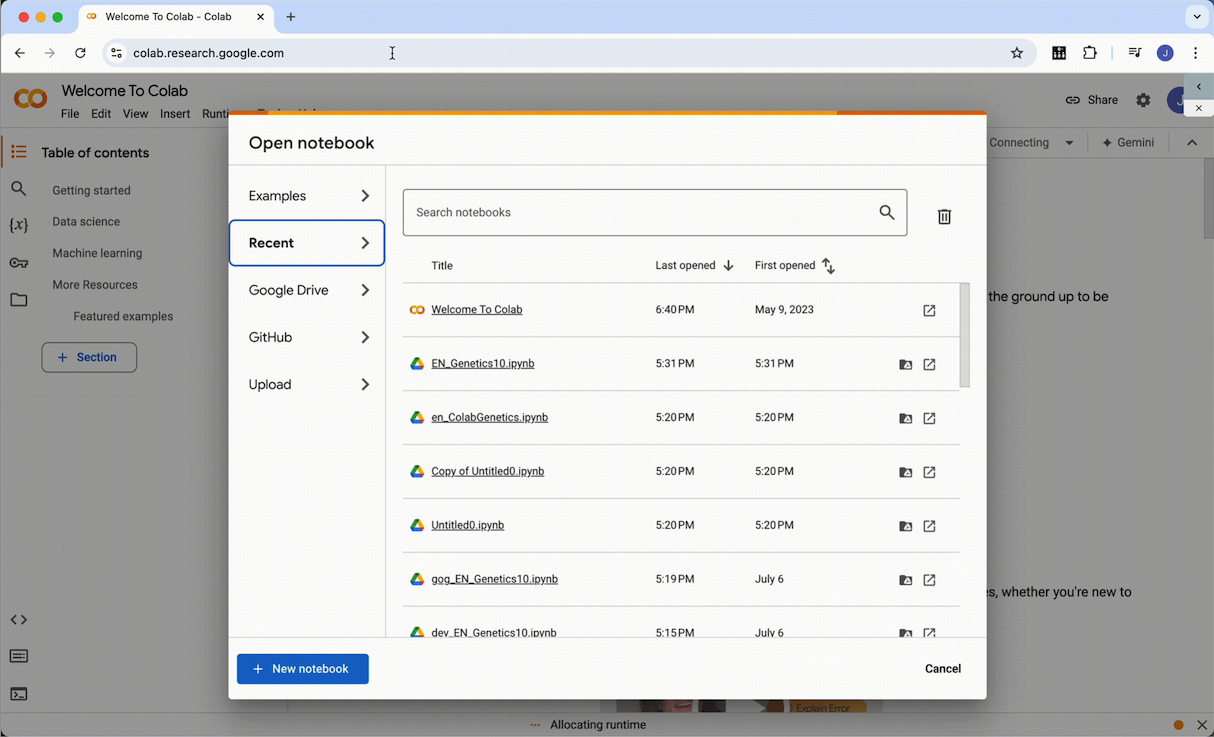 Welcome To Colab - Colab
colab.research.google.com
J
Welcome To Colab
File Edit View Insert
Share
Connecting
Gemini
Table of contents
Getting started
Data science
Machine learning
More Resources
Featured examples
+ Section
Open notebook
Examples
Recent
Google Drive
GitHub
Upload
Search notebooks
Title Last opened First opened
Welcome To Colab 6:40 PM May 9, 2023
EN_Genetics10.ipynb 5:31 PM 5:31 PM
en_ColabGenetics.ipynb 5:20 PM 5:20 PM
Copy of Untitled0.ipynb 5:20 PM 5:20 PM
Untitled0.ipynb 5:20 PM 5:20 PM
gog_EN_Genetics10.ipynb 5:19 PM July 6
dev_EN_Genetics10.ipynb 5:15 PM July 6
+ New notebook
Cancel
the ground up to be
whether you're new to
Explain Error
Allocating runtime